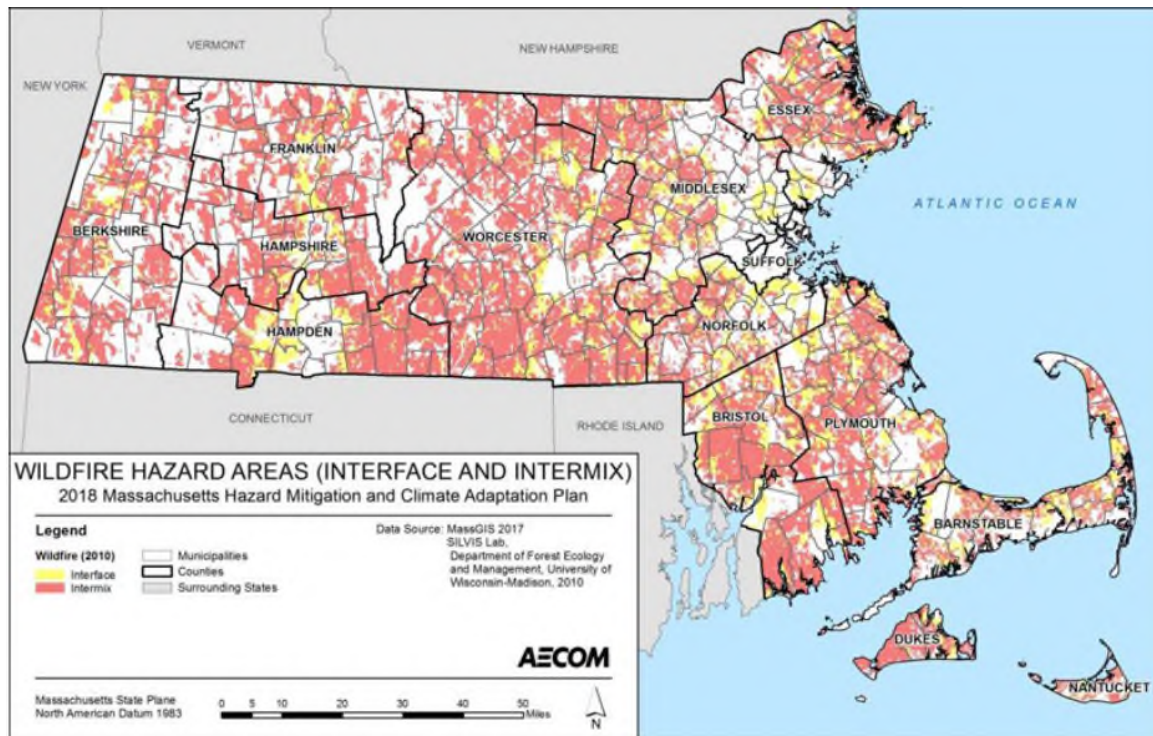 VERMONT
NEW HAMPSHIRE
NEW YORK
ESSEX
FRANKLIN
MIDDLESEX
ATLANTIC OCEAN
BERKSHIRE
HAMPSHIRE
WORCESTER
SUFFOLK
HAMPDEN
NORFOLK
CONNECTICUT
RHODE ISLAND
BRISTOL
PLYMOUTH
BARNSTABLE
DUKES
NANTUCKET
WILDFIRE HAZARD AREAS (INTERFACE AND INTERMIX)
2018 Massachusetts Hazard Mitigation and Climate Adaptation Plan
Legend
Wildfire (2010)
Interface
Intermix
Municipalities
Counties
Surrounding States
Data Source: MassGIS 2017
SILVIS Lab,
Department of Forest Ecology
and Management, University of
Wisconsin-Madison, 2010
AECOM
Massachusetts State Plane
North American Datum 1983
0 5 10 20 30 40 50
Miles
N